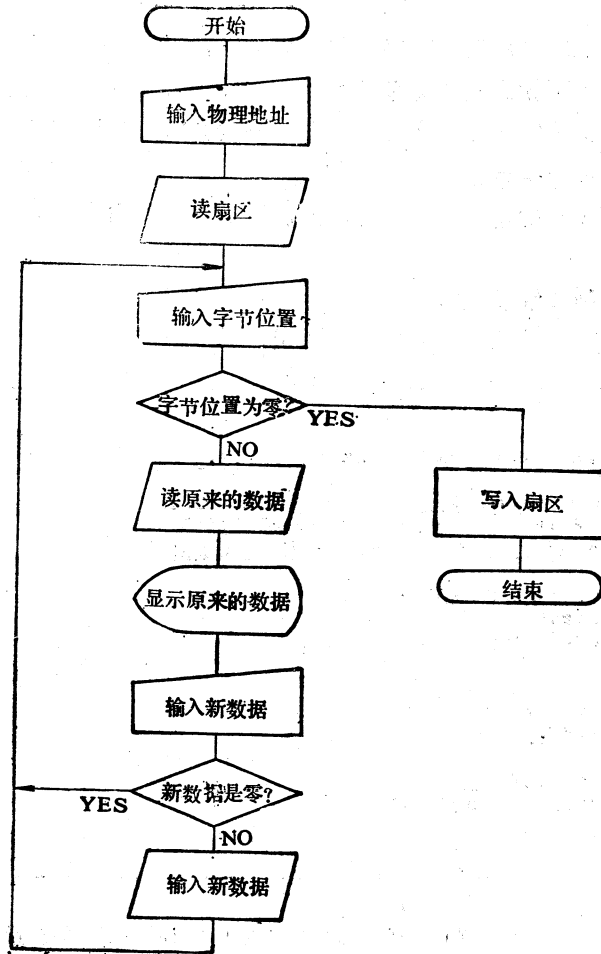 开始
输入物理地址
读扇区
输入字节位置
字节位置为零?
YES
NO
读原来的数据
写入扇区
显示原来的数据
结束
输入新数据
新数据是零?
YES
NO
输入新数据